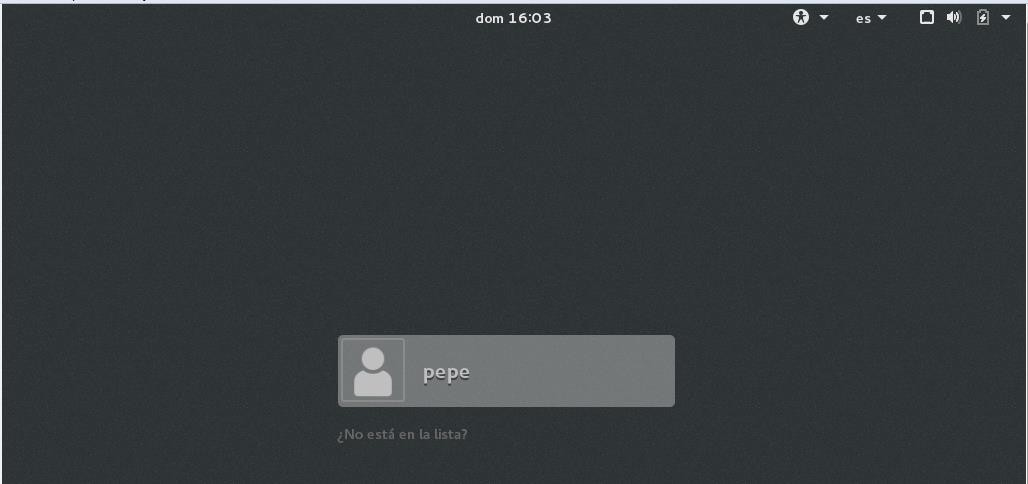 dom 16:03
es
pepe
¿No está en la lista?